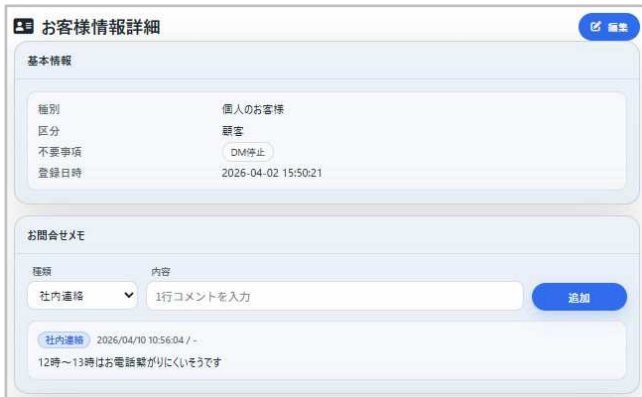 お客様情報詳細
編集
基本情報
種別 個人のお客様
区分 顧客
不要事項 DM停止
登録日時 2026-04-02 15:50:21
お問合せメモ
種類 内容
社内連絡 1行コメントを入力 追加
社内連絡 2026/04/10 10:56:04 / -
12時~13時はお電話繋がりにくいそうです